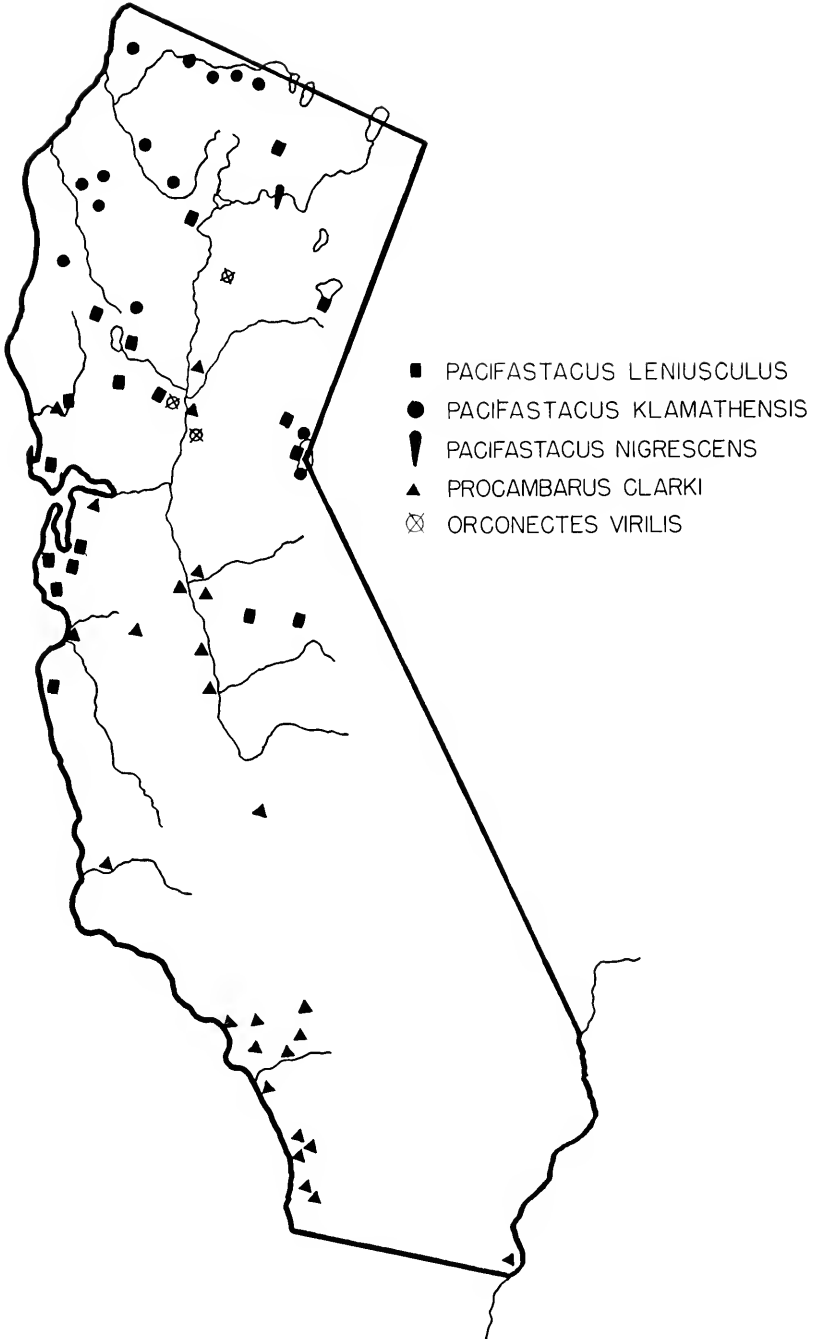 PACIFASTACUS LENIUSCULUS
PACIFASTACUS KLAMATHENSIS
PACIFASTACUS NIGRESCENS
PROCAMBARUS CLARKI
ORCONECTES VIRILIS